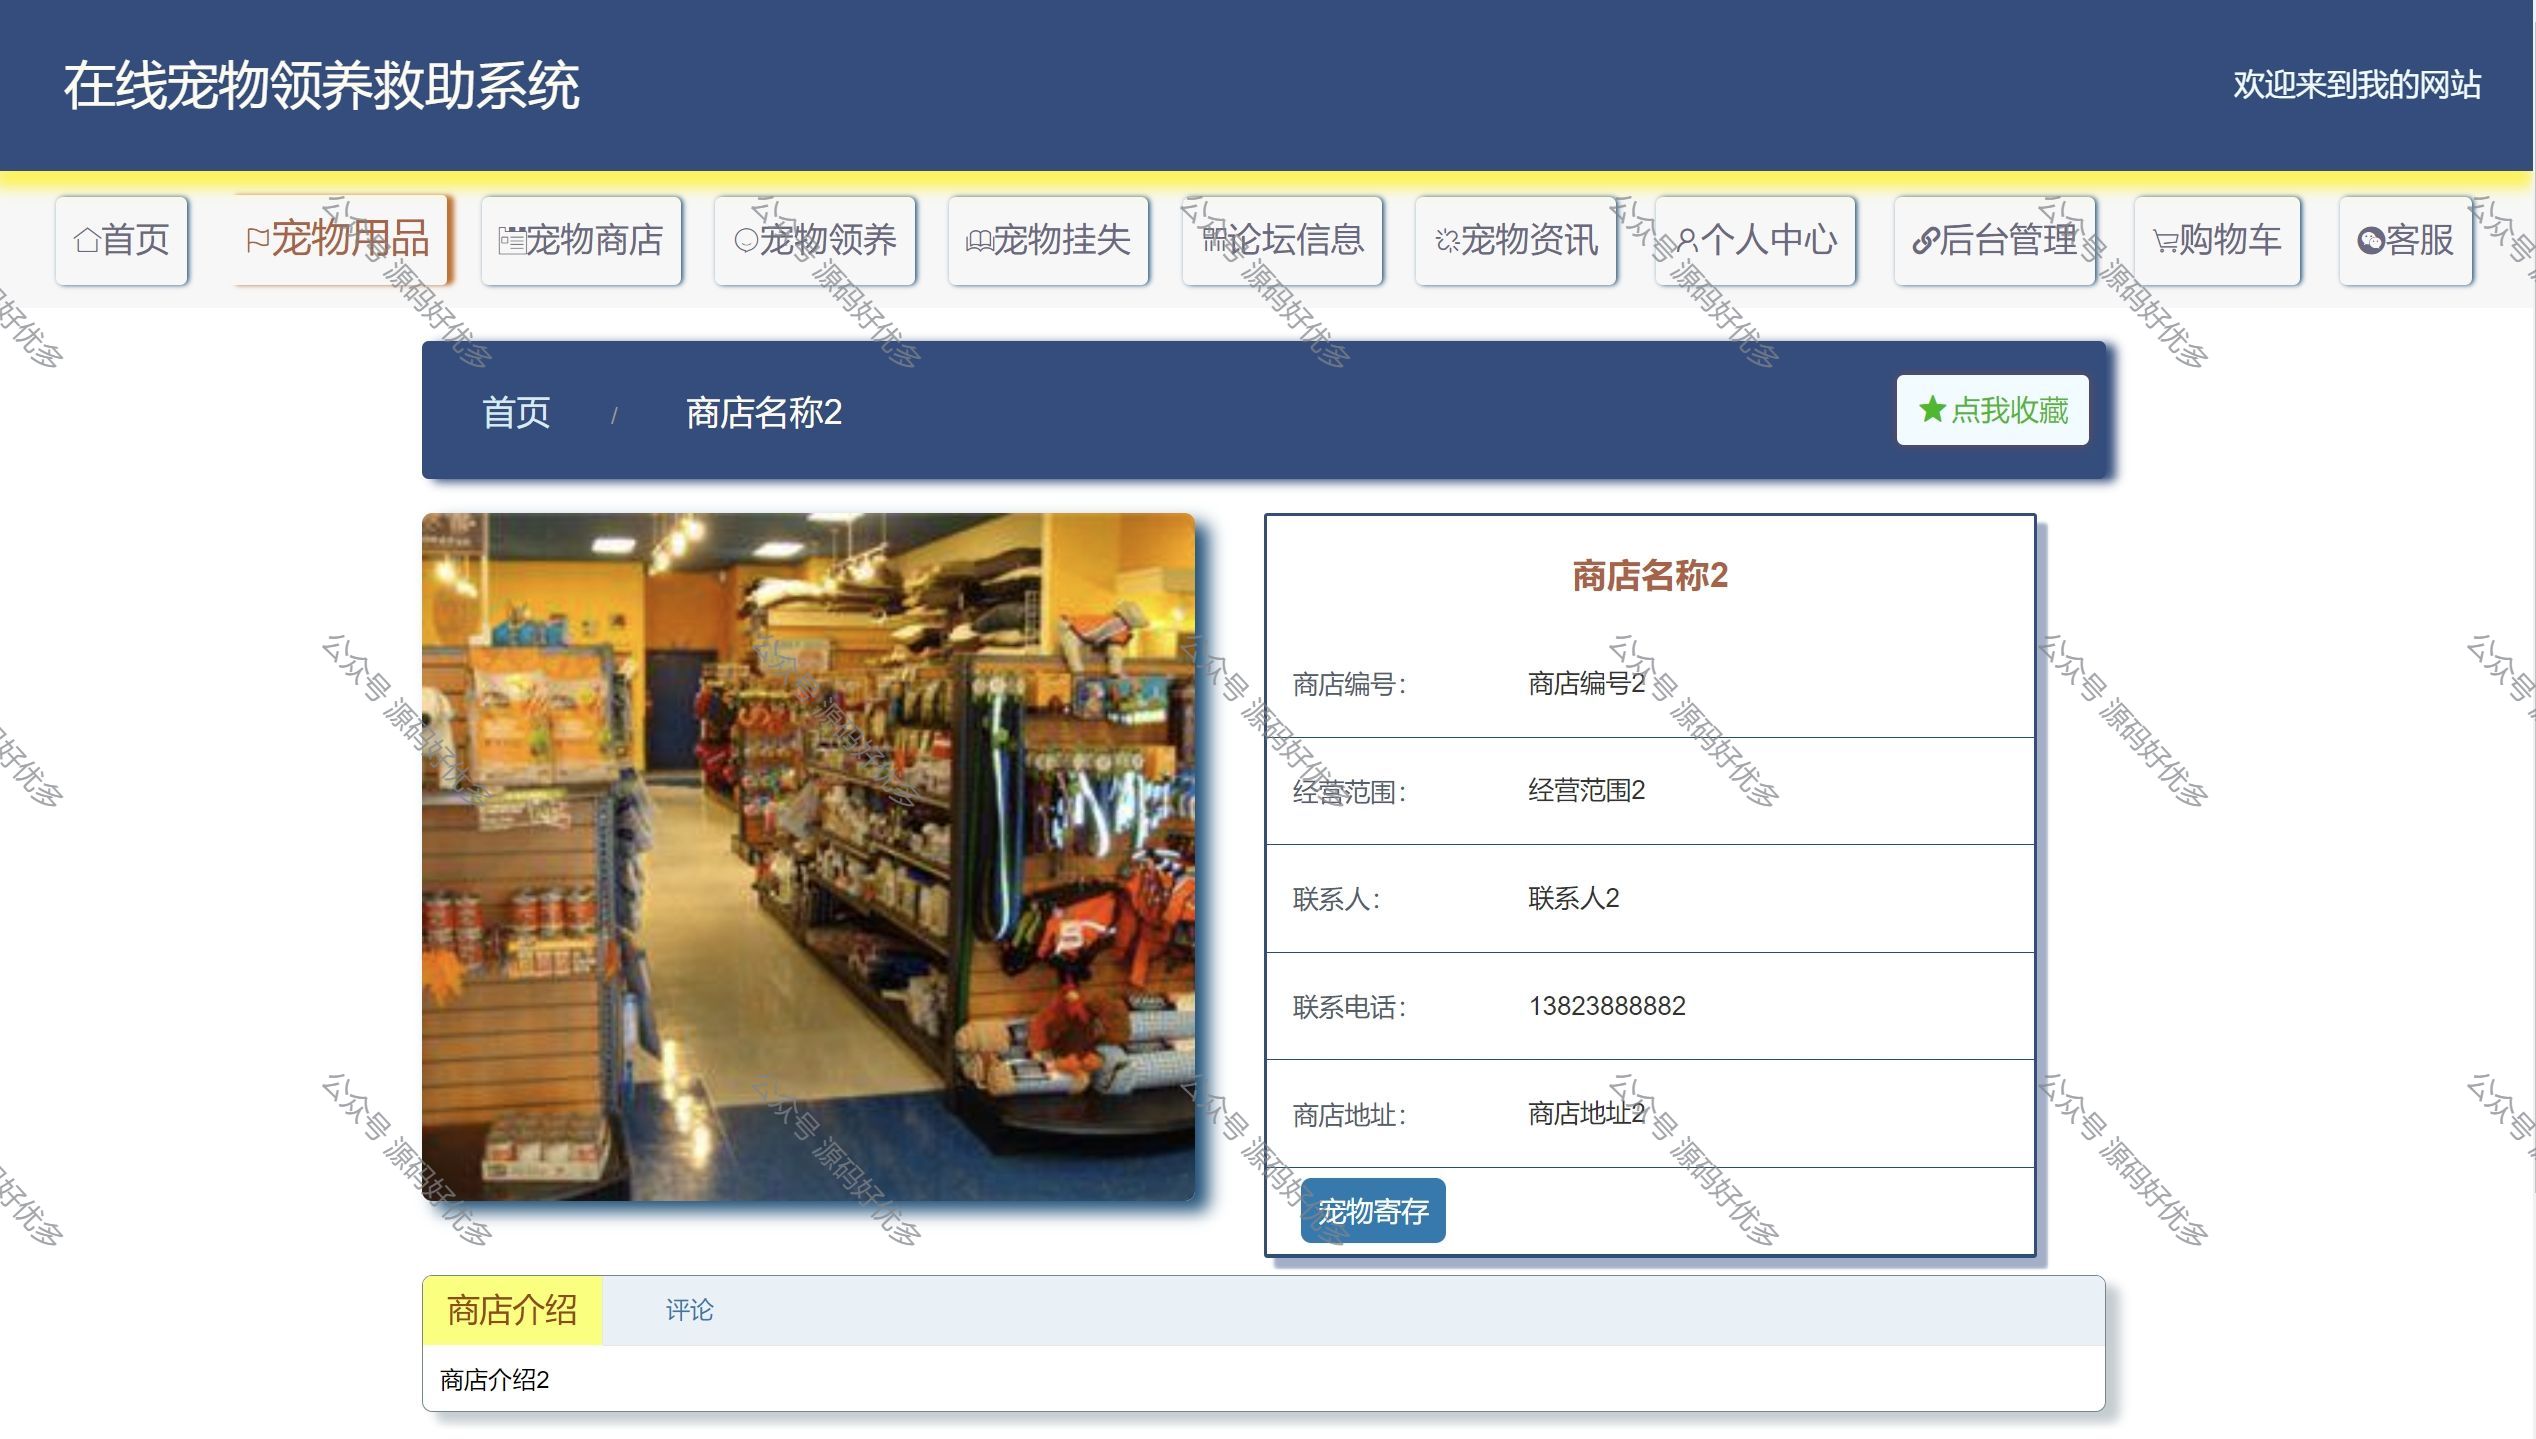 在线宠物领养救助系统
欢迎来到我的网站
首页
宠物用品
宠物商店
宠物领养
宠物挂失
论坛信息
宠物资讯
个人中心
后台管理
购物车
客服
首页 / 商店名称2
点我收藏
商店名称2
商店编号： 商店编号2
经营范围： 经营范围2
联系人： 联系人2
联系电话： 13823888882
商店地址： 商店地址2
宠物寄存
商店介绍 评论
商店介绍2
公众号 源码好优多